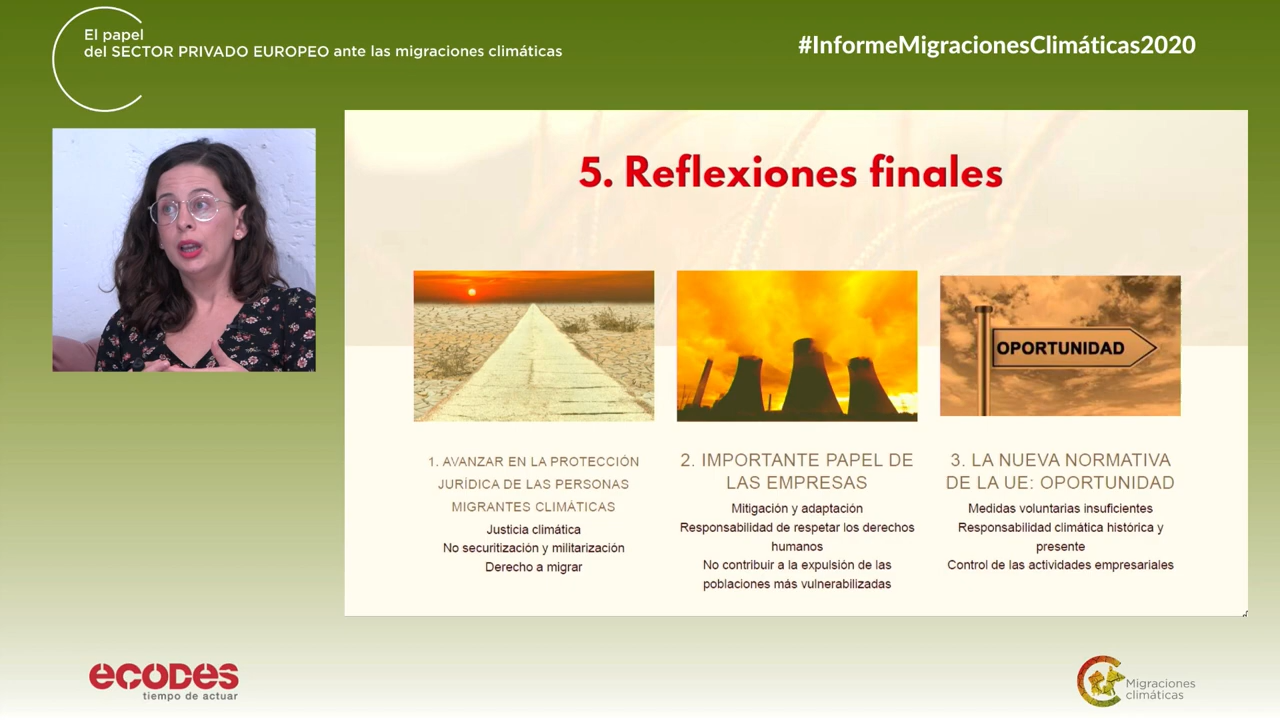 El papel
del SECTOR PRIVADO EUROPEO ante las migraciones climáticas
#InformeMigracionesClimáticas2020
5. Reflexiones finales
OPORTUNIDAD
1. AVANZAR EN LA PROTECCIÓN
JURÍDICA DE LAS PERSONAS
MIGRANTES CLIMÁTICAS
Justicia climática
No securitización y militarización
Derecho a migrar
2. IMPORTANTE PAPEL DE
LAS EMPRESAS
Mitigación y adaptación
Responsabilidad de respetar los derechos
humanos
No contribuir a la expulsión de las
poblaciones más vulnerabilizadas
3. LA NUEVA NORMATIVA
DE LA UE: OPORTUNIDAD
Medidas voluntarias insuficientes
Responsabilidad climática histórica y
presente
Control de las actividades empresariales
ecodes
tiempo de actuar
Migraciones
climáticas